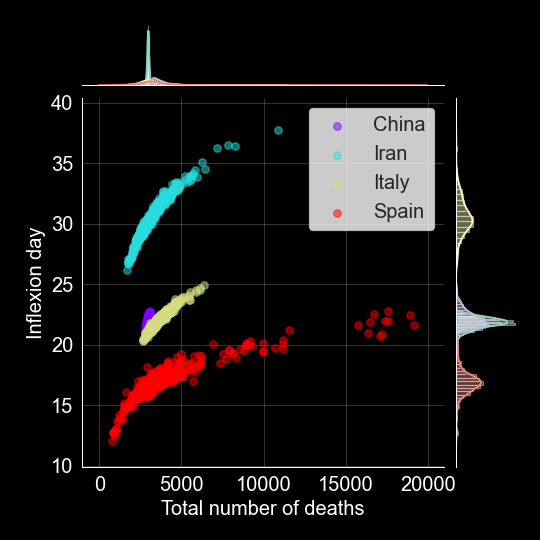 40
35
30
25
20
15
10
Inflexion day
China
Iran
Italy
Spain
0 5000 10000 15000 20000
Total number of deaths